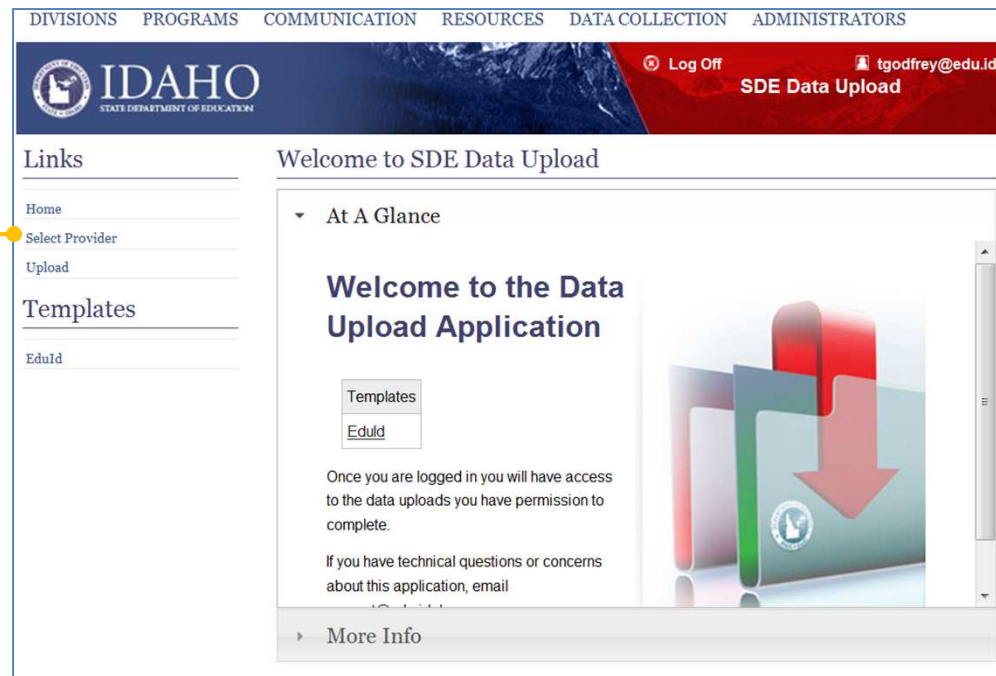 DIVISIONS PROGRAMS COMMUNICATION RESOURCES DATA COLLECTION ADMINISTRATORS
IDAHO
STATE DEPARTMENT OF EDUCATION
Log Off
tgodfrey@edu.id
SDE Data Upload
Links
Home
Select Provider
Upload
Templates
EduId
Welcome to SDE Data Upload
At A Glance
Welcome to the Data
Upload Application
Templates
EduId
Once you are logged in you will have access
to the data uploads you have permission to
complete.
If you have technical questions or concerns
about this application, email
More Info